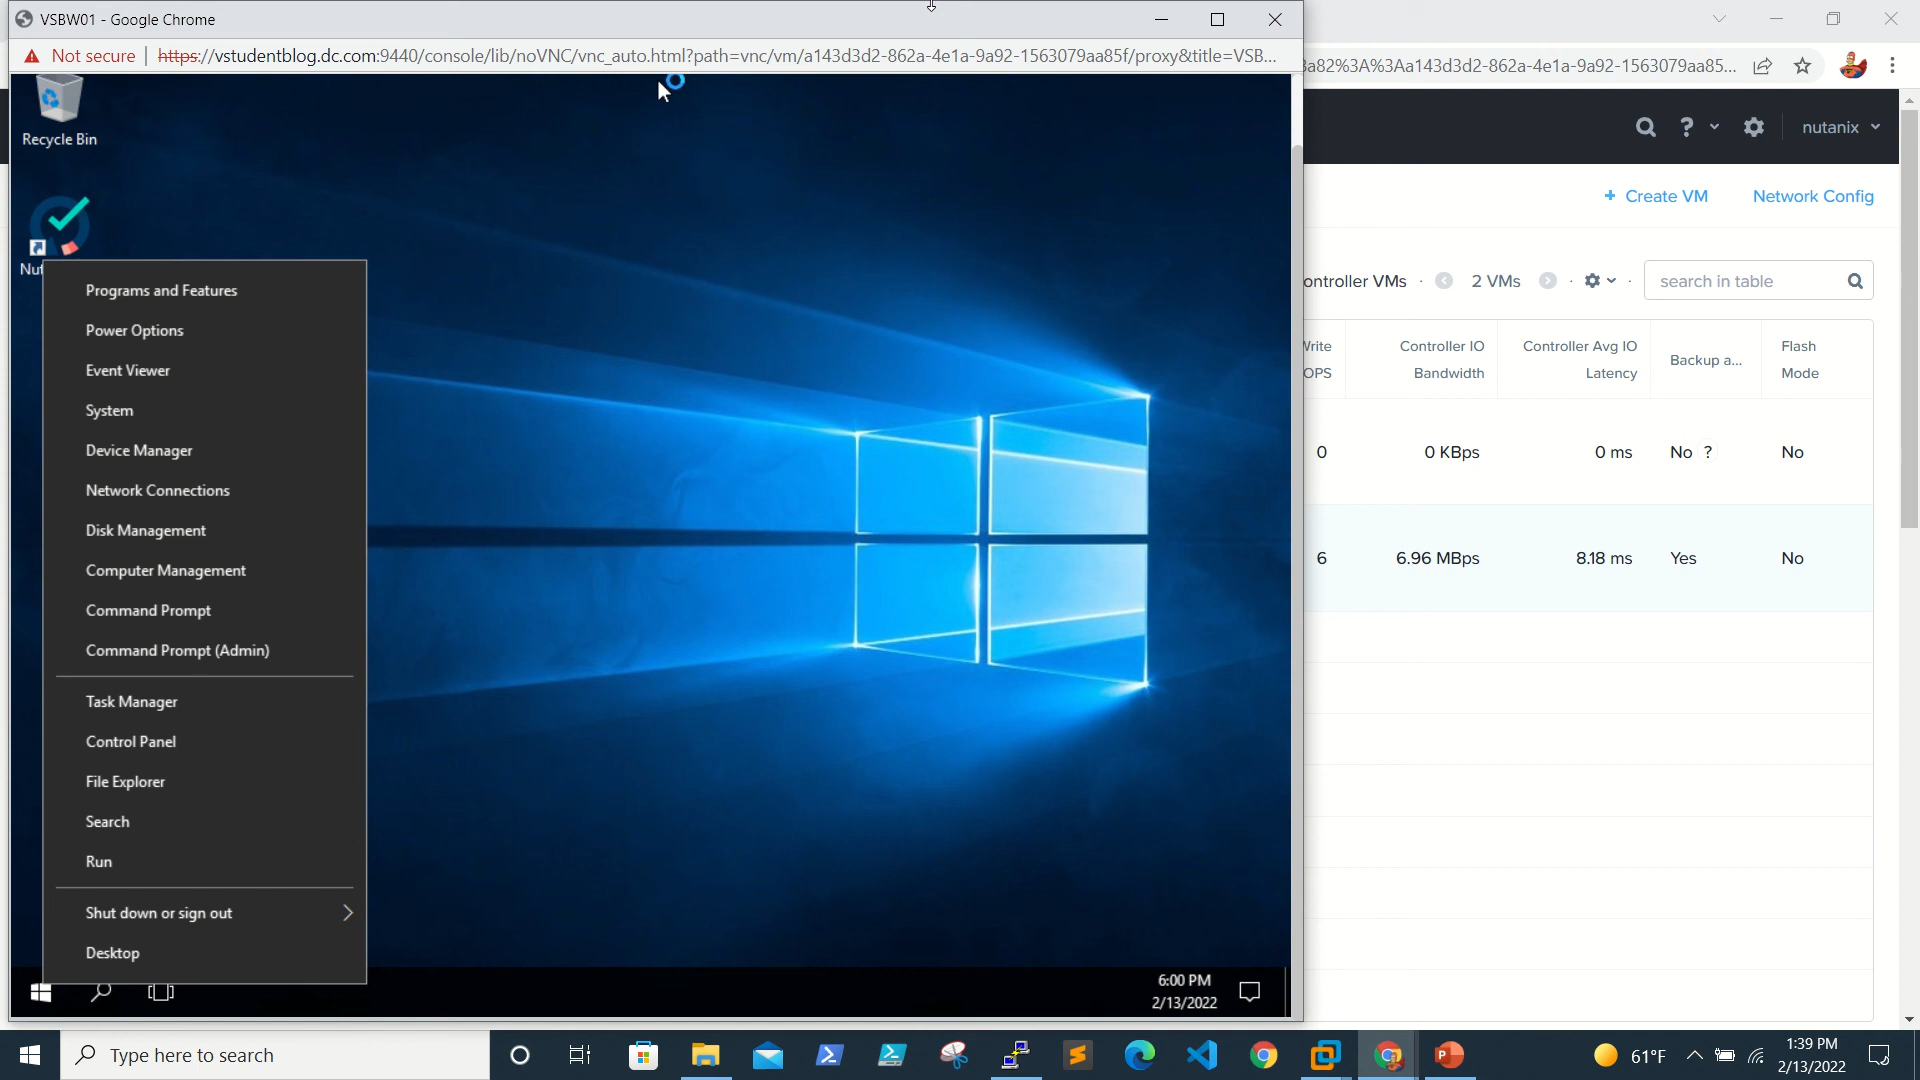 VSBW01 - Google Chrome
Not secure
https://vstudentblog.dc.com:9440/console/lib/noVNC/vnc_auto.html?path=vnc/vm/a143d3d2-862a-4e1a-9a92-1563079aa85f/proxy&title=VSB...
a82%3A%3Aa143d3d2-862a-4e1a-9a92-1563079aa85...
Recycle Bin
nutanix
+ Create VM
Network Config
Nut
Programs and Features
Power Options
Event Viewer
System
Device Manager
Network Connections
Disk Management
Computer Management
Command Prompt
Command Prompt (Admin)
Task Manager
Control Panel
File Explorer
Search
Run
Shut down or sign out
Desktop
ontroller VMs · 2 VMs · ·
search in table
Write
OPS
Controller IO
Bandwidth
Controller Avg IO
Latency
Backup a...
Flash
Mode
0 0 KBps 0 ms No ? No
6 6.96 MBps 8.18 ms Yes No
6:00 PM
2/13/2022
Type here to search
61°F
1:39 PM
2/13/2022